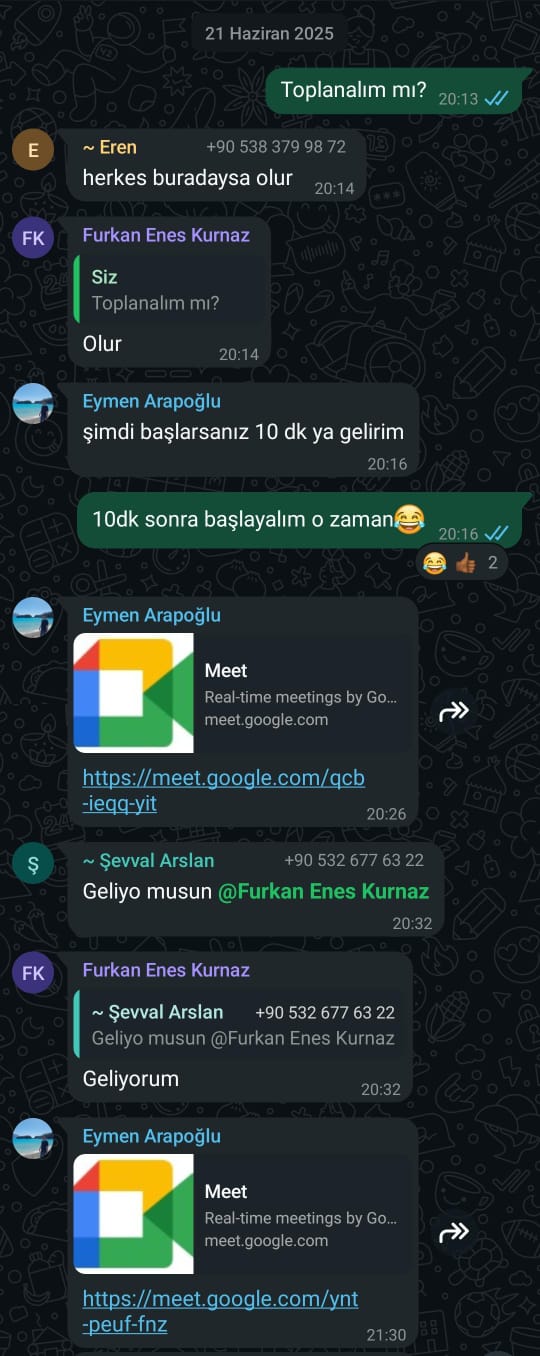 21 Haziran 2025
Toplanalım mı? 20:13
E
~ Eren +90 538 379 98 72
herkes buradaysa olur 20:14
FK
Furkan Enes Kurnaz
Siz
Toplanalım mı?
Olur 20:14
Eymen Arapoğlu
şimdi başlarsanız 10 dk ya gelirim
20:16
10dk sonra başlayalım o zaman😂 20:16
😂 👍🏾 2
Eymen Arapoğlu
Meet
Real-time meetings by Go...
meet.google.com
https://meet.google.com/qcb
-ieqq-yit 20:26
Ş
~ Şevval Arslan +90 532 677 63 22
Geliyo musun @Furkan Enes Kurnaz
20:32
FK
Furkan Enes Kurnaz
~ Şevval Arslan +90 532 677 63 22
Geliyo musun @Furkan Enes Kurnaz
Geliyorum 20:32
Eymen Arapoğlu
Meet
Real-time meetings by Go...
meet.google.com
https://meet.google.com/ynt
-peuf-fnz 21:30